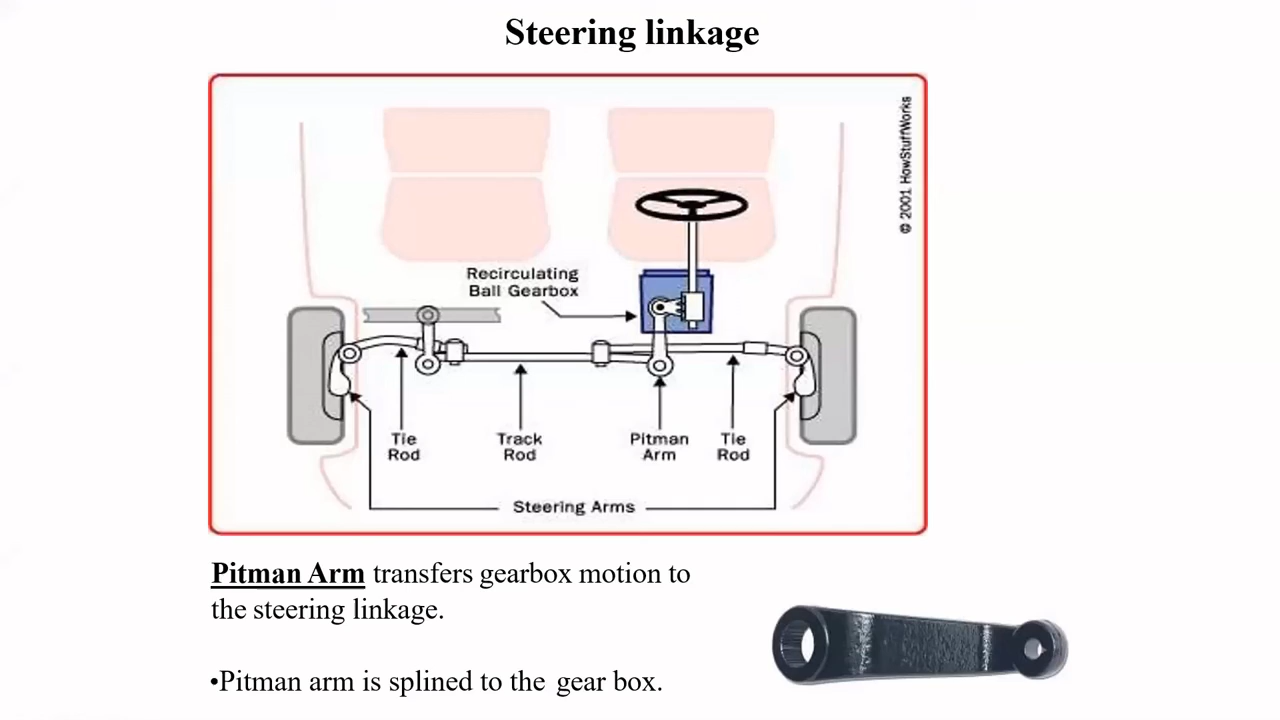 Steering linkage
© 2001 HowStuffWorks
Recirculating
Ball Gearbox
Tie
Rod
Track
Rod
Pitman
Arm
Tie
Rod
Steering Arms
Pitman Arm transfers gearbox motion to
the steering linkage.
•Pitman arm is splined to the gear box.